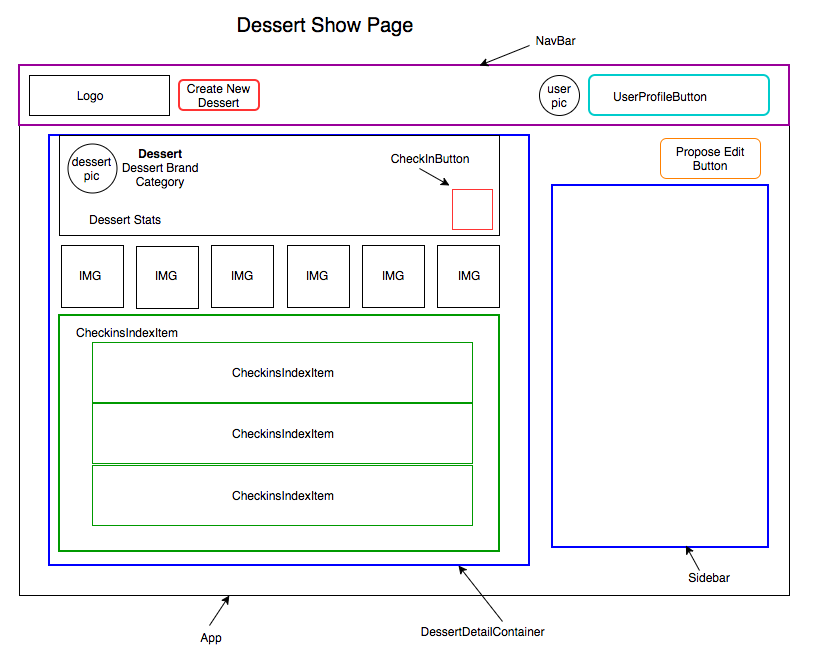 Dessert Show Page
NavBar
Logo
Create New
Dessert
user
pic
UserProfileButton
dessert
pic
Dessert
Dessert Brand
Category
Dessert Stats
CheckInButton
Propose Edit
Button
IMG
IMG
IMG
IMG
IMG
IMG
CheckinsIndexItem
CheckinsIndexItem
CheckinsIndexItem
CheckinsIndexItem
Sidebar
App
DessertDetailContainer